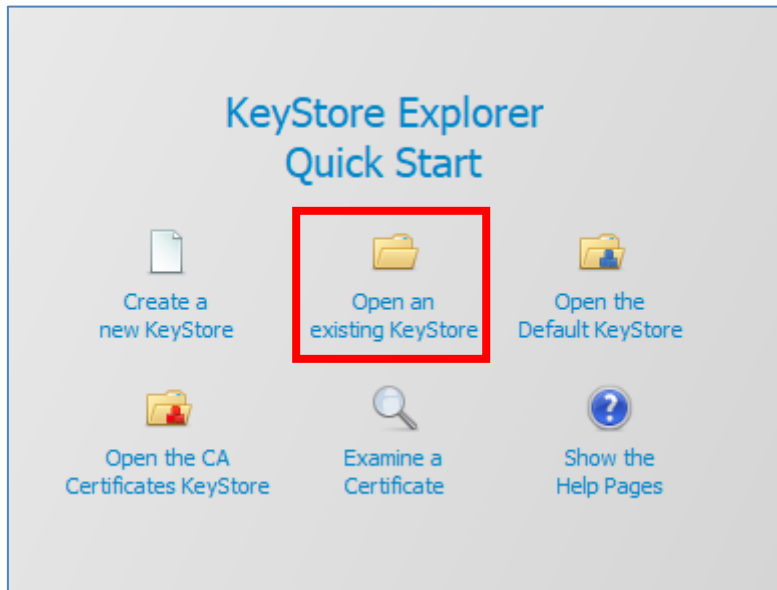 KeyStore Explorer
Quick Start
Create a
new KeyStore
Open an
existing KeyStore
Open the
Default KeyStore
Open the CA
Certificates KeyStore
Examine a
Certificate
Show the
Help Pages